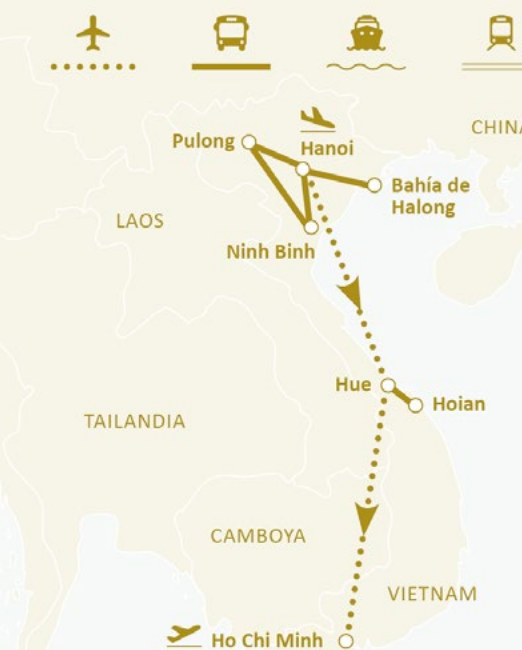 CHINA
Pulong
Hanoi
Bahía de
Halong
LAOS
Ninh Binh
Hue
Hoian
TAILANDIA
CAMBOYA
VIETNAM
Ho Chi Minh